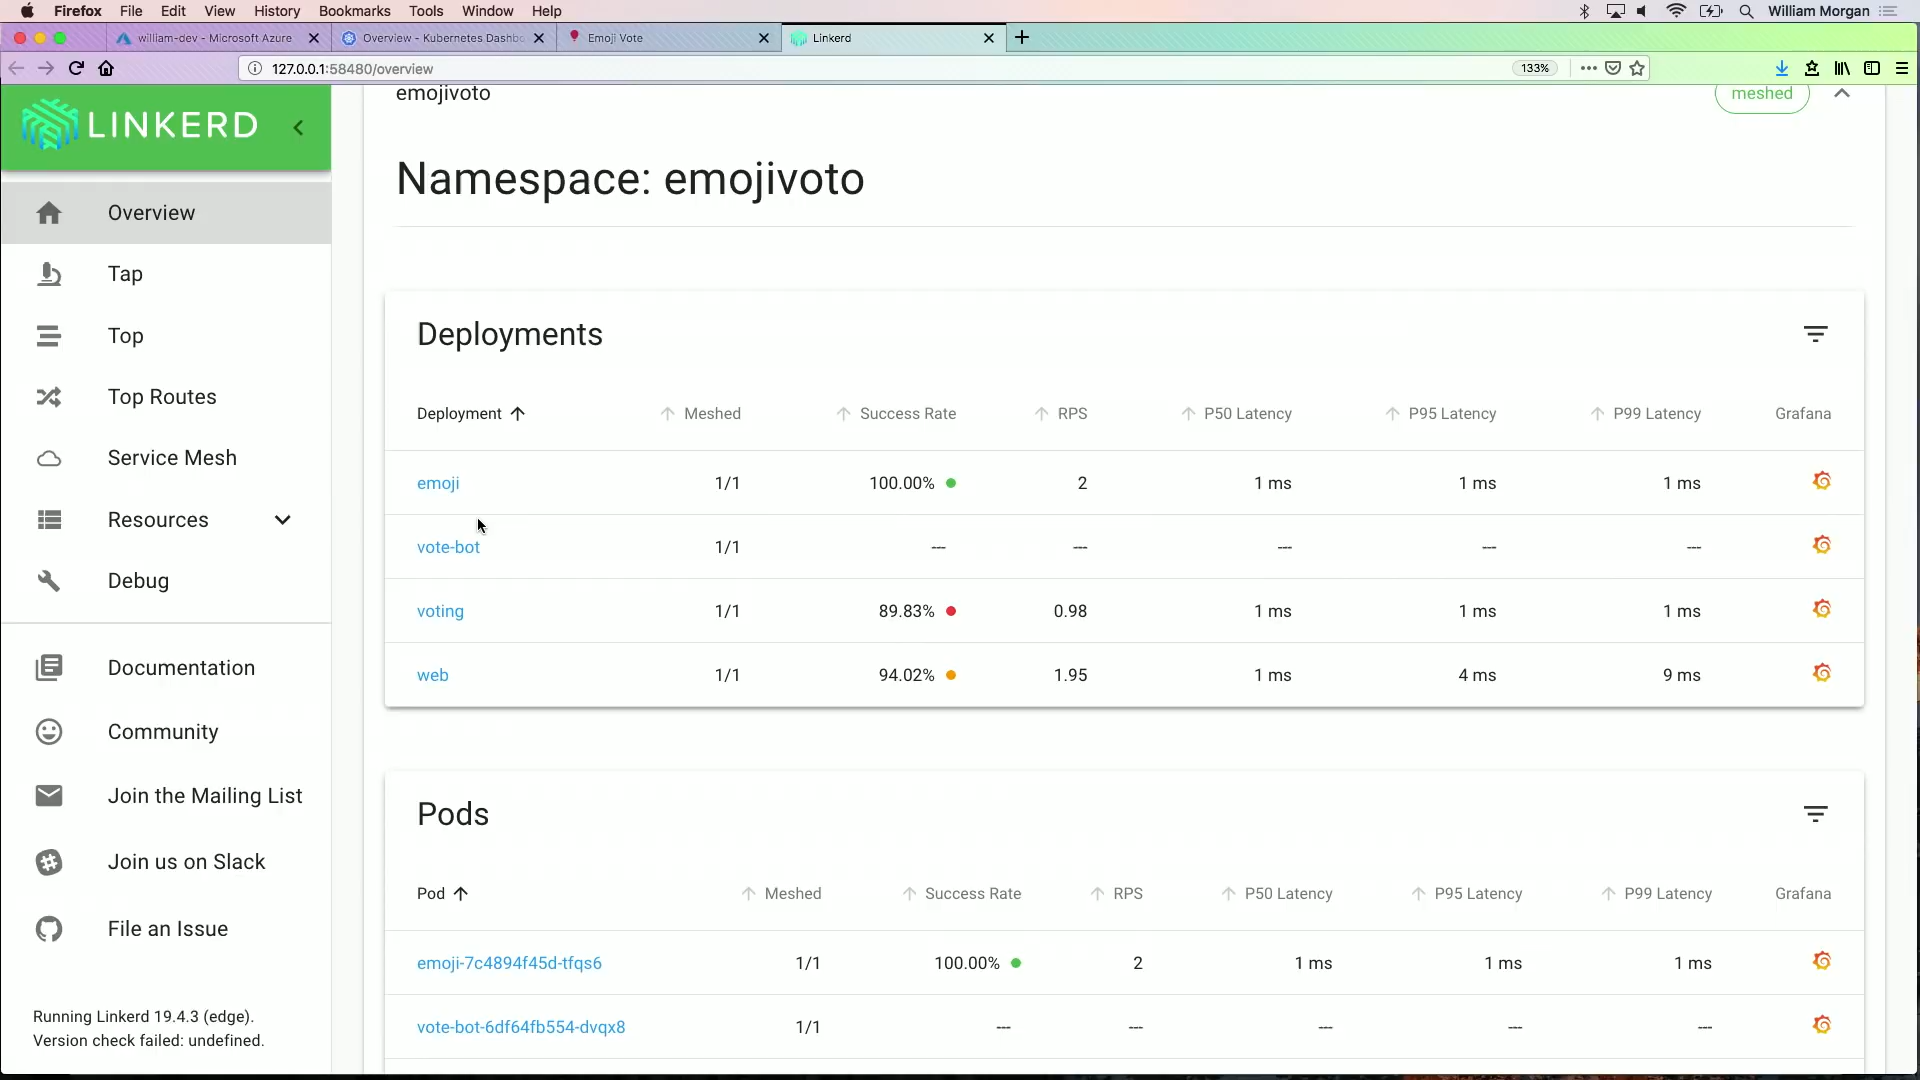 Firefox File Edit View History Bookmarks Tools Window Help William Morgan
william-dev - Microsoft Azure Overview - Kubernetes Dashbo Emoji Vote Linkerd
127.0.0.1:58480/overview 133%
LINKERD
emojivoto meshed
Namespace: emojivoto
Overview
Tap
Top
Top Routes
Service Mesh
Resources
Debug
Documentation
Community
Join the Mailing List
Join us on Slack
File an Issue
Running Linkerd 19.4.3 (edge).
Version check failed: undefined.
Deployments
Deployment Meshed Success Rate RPS P50 Latency P95 Latency P99 Latency Grafana
emoji 1/1 100.00% 2 1 ms 1 ms 1 ms
vote-bot 1/1 --- --- --- --- ---
voting 1/1 89.83% 0.98 1 ms 1 ms 1 ms
web 1/1 94.02% 1.95 1 ms 4 ms 9 ms
Pods
Pod Meshed Success Rate RPS P50 Latency P95 Latency P99 Latency Grafana
emoji-7c4894f45d-tfqs6 1/1 100.00% 2 1 ms 1 ms 1 ms
vote-bot-6df64fb554-dvqx8 1/1 --- --- --- --- ---